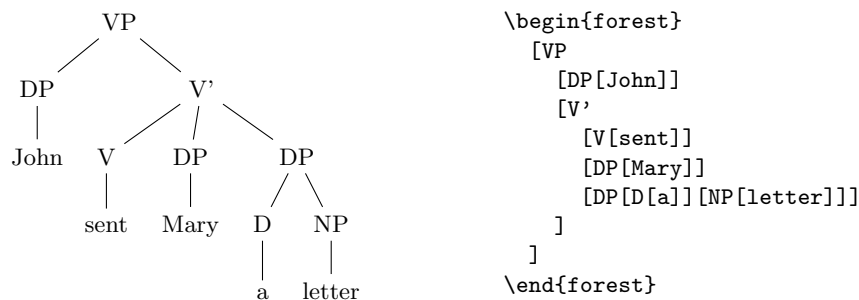 VP
DP V'
John V DP DP
sent Mary D NP
a letter
\begin{forest}
[VP
[DP[John]]
[V'
[V[sent]]
[DP[Mary]]
[DP[D[a]][NP[letter]]]
]
]
\end{forest}